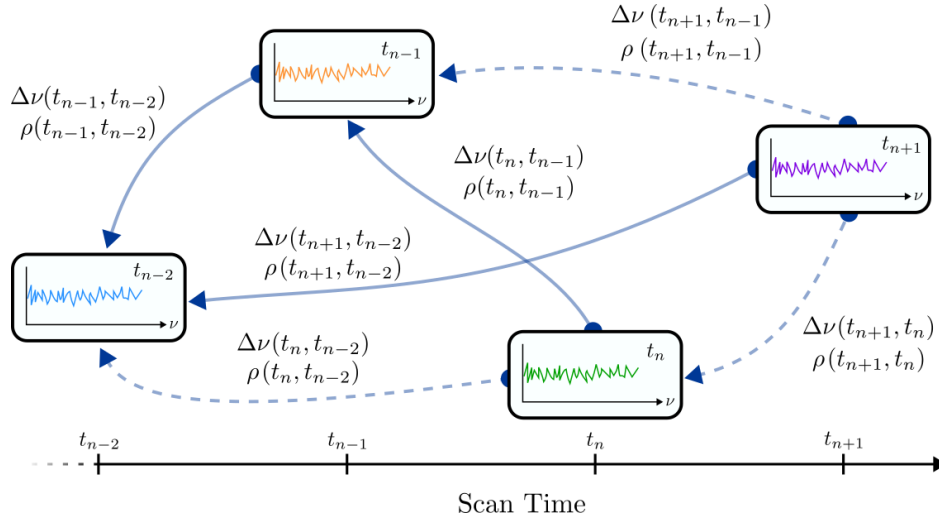 Δν(t_{n+1}, t_{n−1})
ρ(t_{n+1}, t_{n−1})
t_{n−1}
ν
Δν(t_{n−1}, t_{n−2})
ρ(t_{n−1}, t_{n−2})
Δν(t_n, t_{n−1})
ρ(t_n, t_{n−1})
t_{n+1}
ν
Δν(t_{n+1}, t_{n−2})
ρ(t_{n+1}, t_{n−2})
t_{n−2}
ν
Δν(t_n, t_{n−2})
ρ(t_n, t_{n−2})
t_n
ν
Δν(t_{n+1}, t_n)
ρ(t_{n+1}, t_n)
t_{n−2} t_{n−1} t_n t_{n+1}
Scan Time